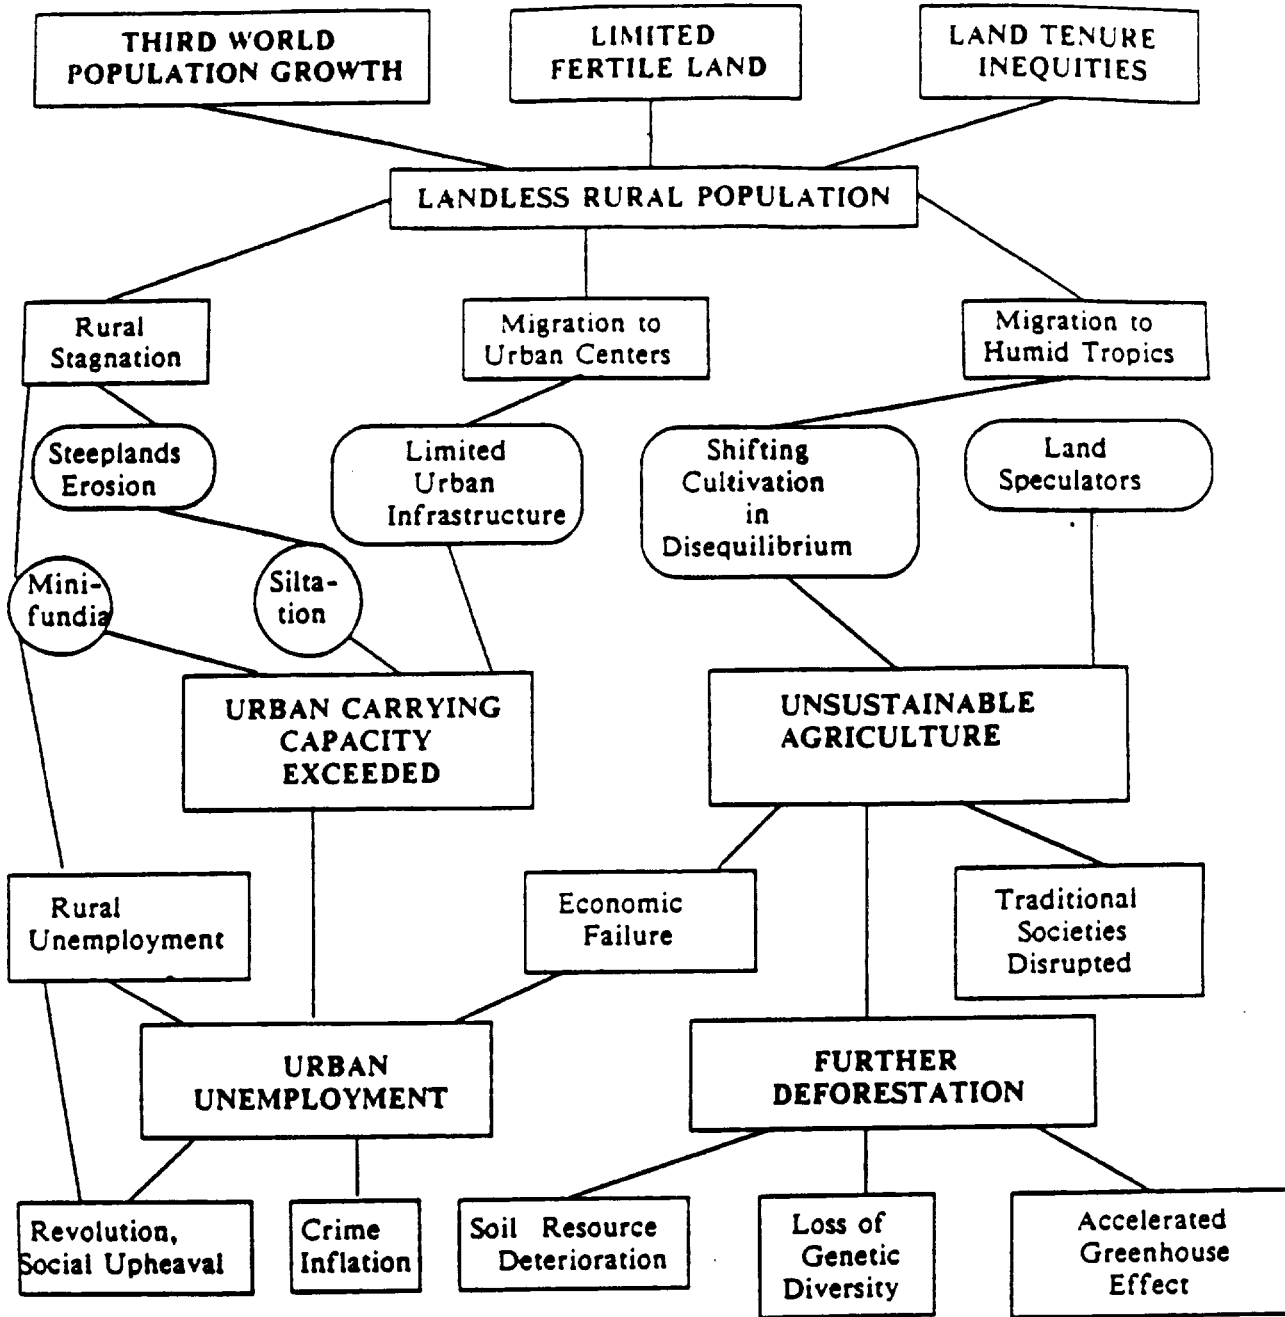 THIRD WORLD
POPULATION GROWTH
LIMITED
FERTILE LAND
LAND TENURE
INEQUITIES
LANDLESS RURAL POPULATION
Rural
Stagnation
Migration to
Urban Centers
Migration to
Humid Tropics
Steeplands
Erosion
Limited
Urban
Infrastructure
Shifting
Cultivation
in
Disequilibrium
Land
Speculators
Mini-
fundia
Silta-
tion
URBAN CARRYING
CAPACITY
EXCEEDED
UNSUSTAINABLE
AGRICULTURE
Rural
Unemployment
Economic
Failure
Traditional
Societies
Disrupted
URBAN
UNEMPLOYMENT
FURTHER
DEFORESTATION
Revolution,
Social Upheaval
Crime
Inflation
Soil Resource
Deterioration
Loss of
Genetic
Diversity
Accelerated
Greenhouse
Effect